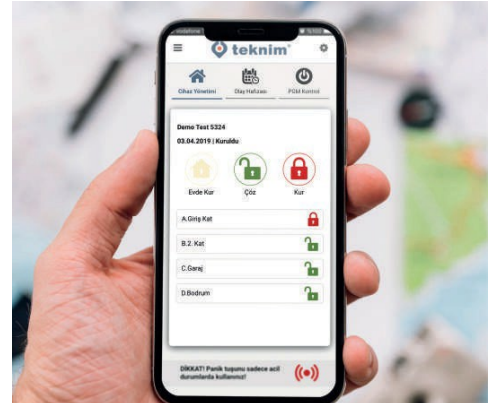 teknim
Cihaz Yönetimi
Olay Hafızası
PGM Kontrol
Demo Test 5324
03.04.2019 | Kuruldu
Evde Kur
Çöz
Kur
A.Giriş Kat
B.2. Kat
C.Garaj
D.Bodrum
DİKKAT! Panik tuşunu sadece acil
durumlarda kullanınız!